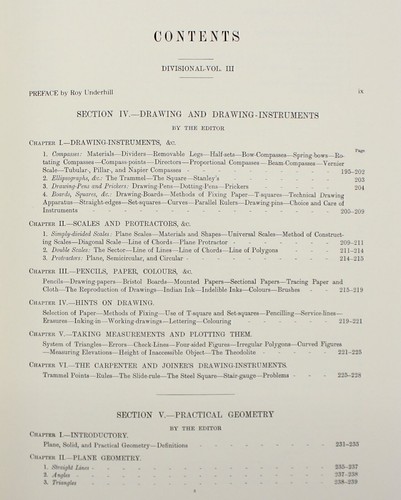 CONTENTS
DIVISIONAL-VOL. III
PREFACE by Roy Underhill ix
SECTION IV.—DRAWING AND DRAWING-INSTRUMENTS
BY THE EDITOR
CHAPTER I.—DRAWING-INSTRUMENTS, &c. Page
1. Compasses: Materials—Dividers—Removable Legs—Half-sets—Bow-Compasses—Spring-bows—Ro-
tating Compasses—Compass-points—Directors—Proportional Compasses—Beam Compasses—Vernier
Scale—Tubular, Pillar, and Napier Compasses - - - 195-202
2. Ellipsographs, &c.: The Trammel—The Square—Stanley's - - - 203
3. Drawing-Pens and Prickers: Drawing-Pens—Dotting-Pens—Prickers - - - 204
4. Boards, Squares, &c.: Drawing-Boards—Methods of Fixing Paper—T squares—Technical Drawing
Apparatus—Straight-edges—Set-squares—Curves—Parallel Rulers—Drawing-pins—Choice and Care of
Instruments - - - 205-209
CHAPTER II.—SCALES AND PROTRACTORS, &c.
1. Simply-divided Scales: Plane Scales—Materials and Shapes—Universal Scales—Method of Construct-
ing Scales—Diagonal Scale—Line of Chords—Plane Protractor - - - 209-211
2. Double Scales: The Sector—Line of Lines—Line of Chords—Line of Polygons - - - 211-214
3. Protractors: Plane, Semicircular, and Circular - - - 214-215
CHAPTER III.—PENCILS, PAPER, COLOURS, &c.
Pencils—Drawing-papers—Bristol Boards—Mounted Papers—Sectional Papers—Tracing Paper and
Cloth—The Reproduction of Drawings—Indian Ink—Indelible Inks—Colours—Brushes - - - 215-219
CHAPTER IV.—HINTS ON DRAWING.
Selection of Paper—Methods of Fixing—Use of T square and Set-squares—Pencilling—Service-lines—
Erasures—Inking-in—Working-drawings—Lettering—Colouring - - - 219-221
CHAPTER V.—TAKING MEASUREMENTS AND PLOTTING THEM.
System of Triangles—Errors—Check-Lines—Four-sided Figures—Irregular Polygons—Curved Figures
—Measuring Elevations—Height of Inaccessible Object—The Theodolite - - - 221-225
CHAPTER VI.—THE CARPENTER AND JOINER'S DRAWING-INSTRUMENTS.
Trammel Points—Rules—The Slide-rule—The Steel Square—Stair-gauge—Problems - - - 225-228
SECTION V.—PRACTICAL GEOMETRY
BY THE EDITOR
CHAPTER I.—INTRODUCTORY.
Plane, Solid, and Practical Geometry—Definitions - - - 231-235
CHAPTER II.—PLANE GEOMETRY.
1. Straight Lines - - - 235-237
2. Angles - - - 237-238
3. Triangles - - - 238-239